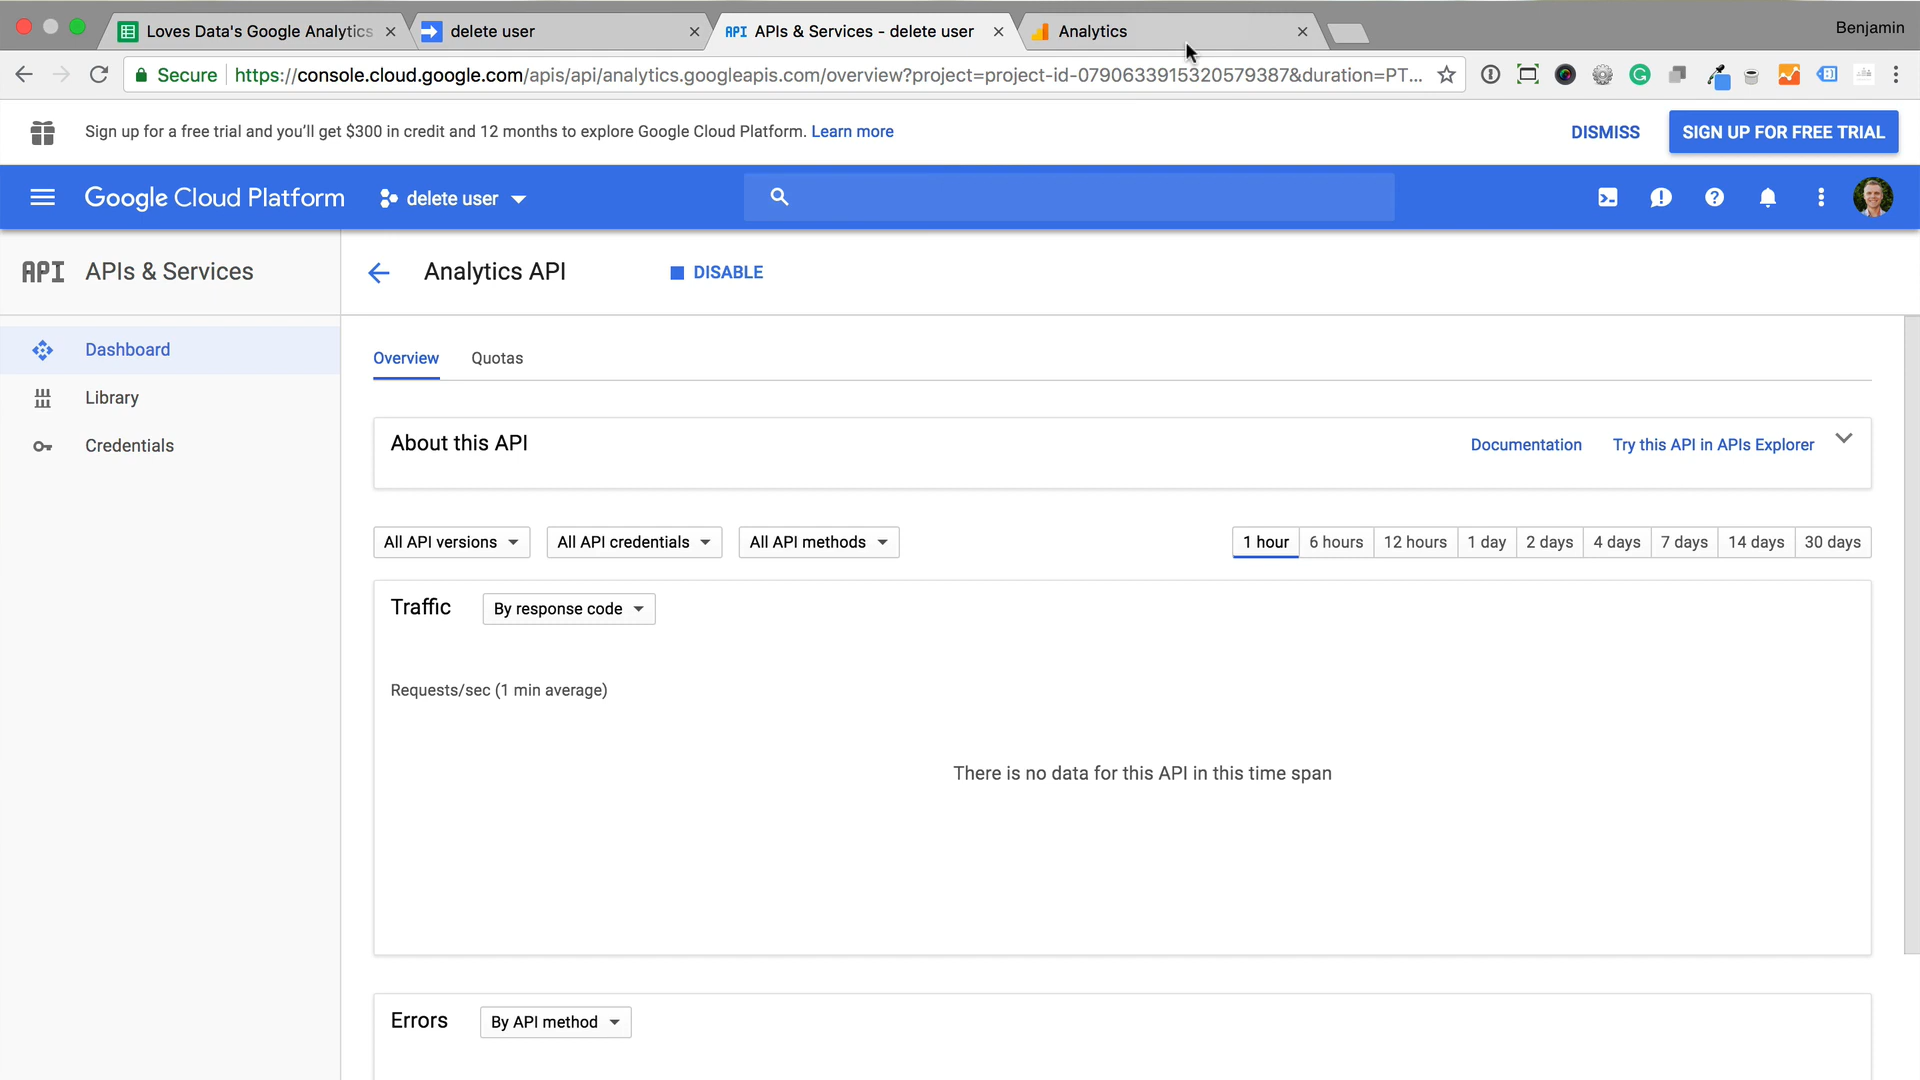 Loves Data's Google Analytics
delete user
API APIs & Services - delete user
Analytics
Benjamin
Secure https://console.cloud.google.com/apis/api/analytics.googleapis.com/overview?project=project-id-0790633915320579387&duration=PT...
Sign up for a free trial and you'll get $300 in credit and 12 months to explore Google Cloud Platform. Learn more
DISMISS
SIGN UP FOR FREE TRIAL
Google Cloud Platform
delete user
API APIs & Services
Analytics API
DISABLE
Dashboard
Library
Credentials
Overview Quotas
About this API
Documentation
Try this API in APIs Explorer
All API versions
All API credentials
All API methods
1 hour 6 hours 12 hours 1 day 2 days 4 days 7 days 14 days 30 days
Traffic
By response code
Requests/sec (1 min average)
There is no data for this API in this time span
Errors
By API method